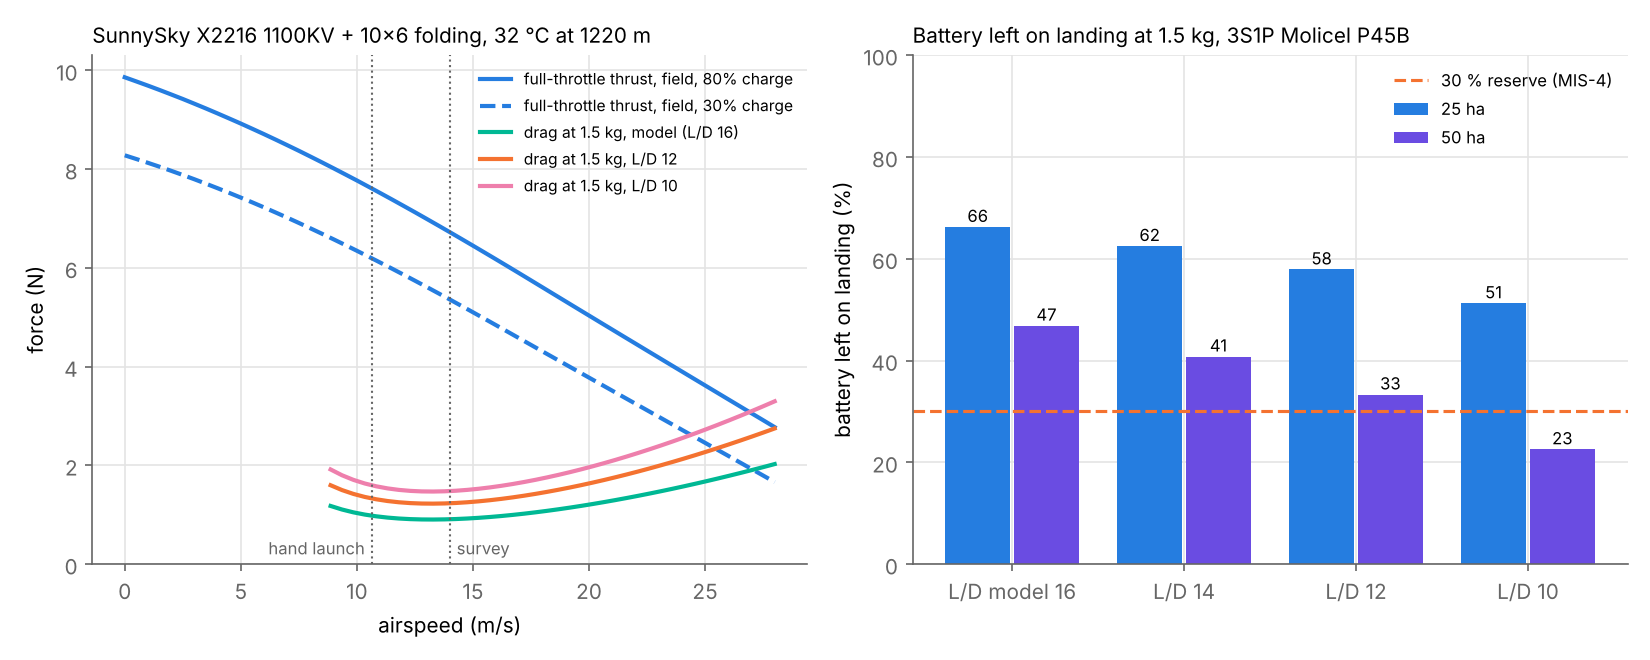 SunnySky X2216 1100KV + 10×6 folding, 32 °C at 1220 m
full-throttle thrust, field, 80% charge
full-throttle thrust, field, 30% charge
drag at 1.5 kg, model (L/D 16)
drag at 1.5 kg, L/D 12
drag at 1.5 kg, L/D 10
10
8
6
4
2
0
force (N)
hand launch
survey
0 5 10 15 20 25
airspeed (m/s)
Battery left on landing at 1.5 kg, 3S1P Molicel P45B
30 % reserve (MIS-4)
25 ha
50 ha
100
80
60
40
20
0
battery left on landing (%)
66 47 62 41 58 33 51 23
L/D model 16 L/D 14 L/D 12 L/D 10